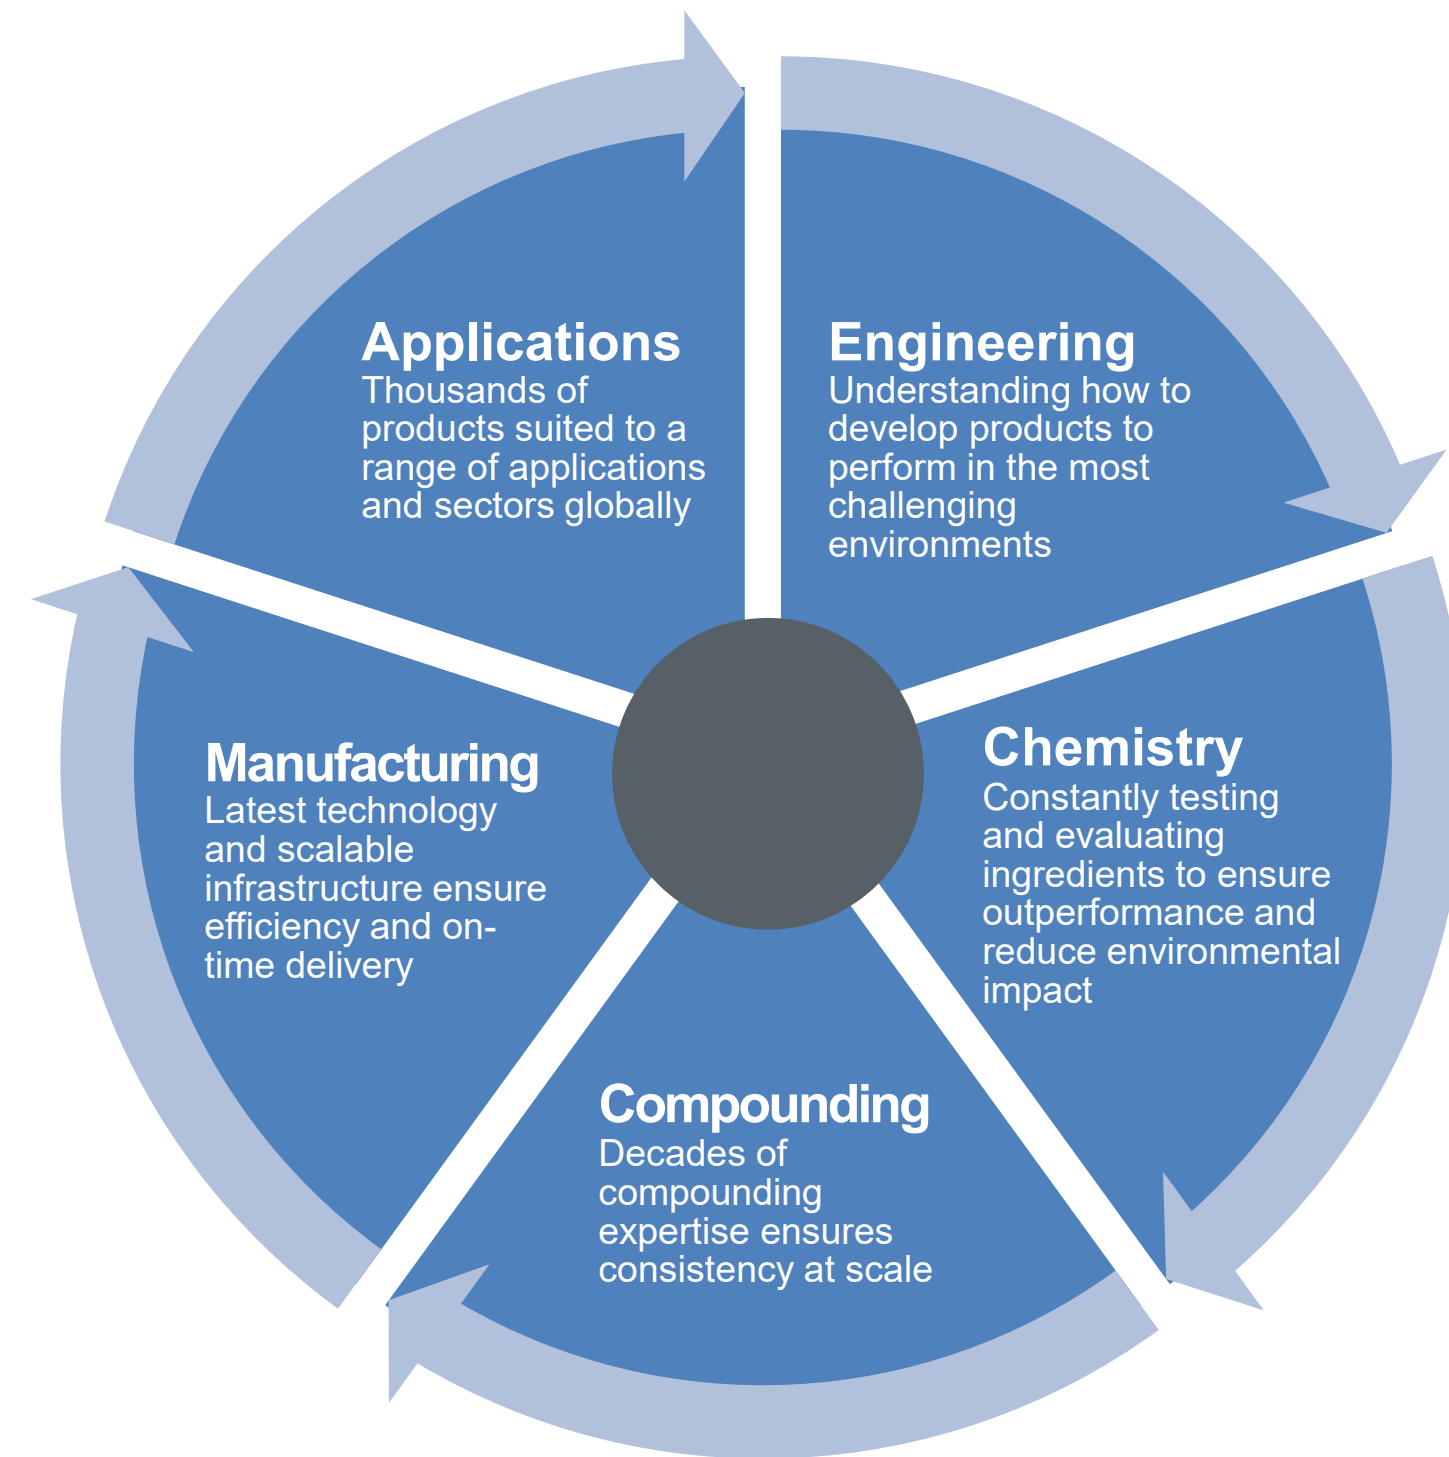 Applications
Thousands of
products suited to a
range of applications
and sectors globally
Engineering
Understanding how to
develop products to
perform in the most
challenging
environments
Chemistry
Constantly testing
and evaluating
ingredients to ensure
outperformance and
reduce environmental
impact
Compounding
Decades of
compounding
expertise ensures
consistency at scale
Manufacturing
Latest technology
and scalable
infrastructure ensure
efficiency and on-
time delivery